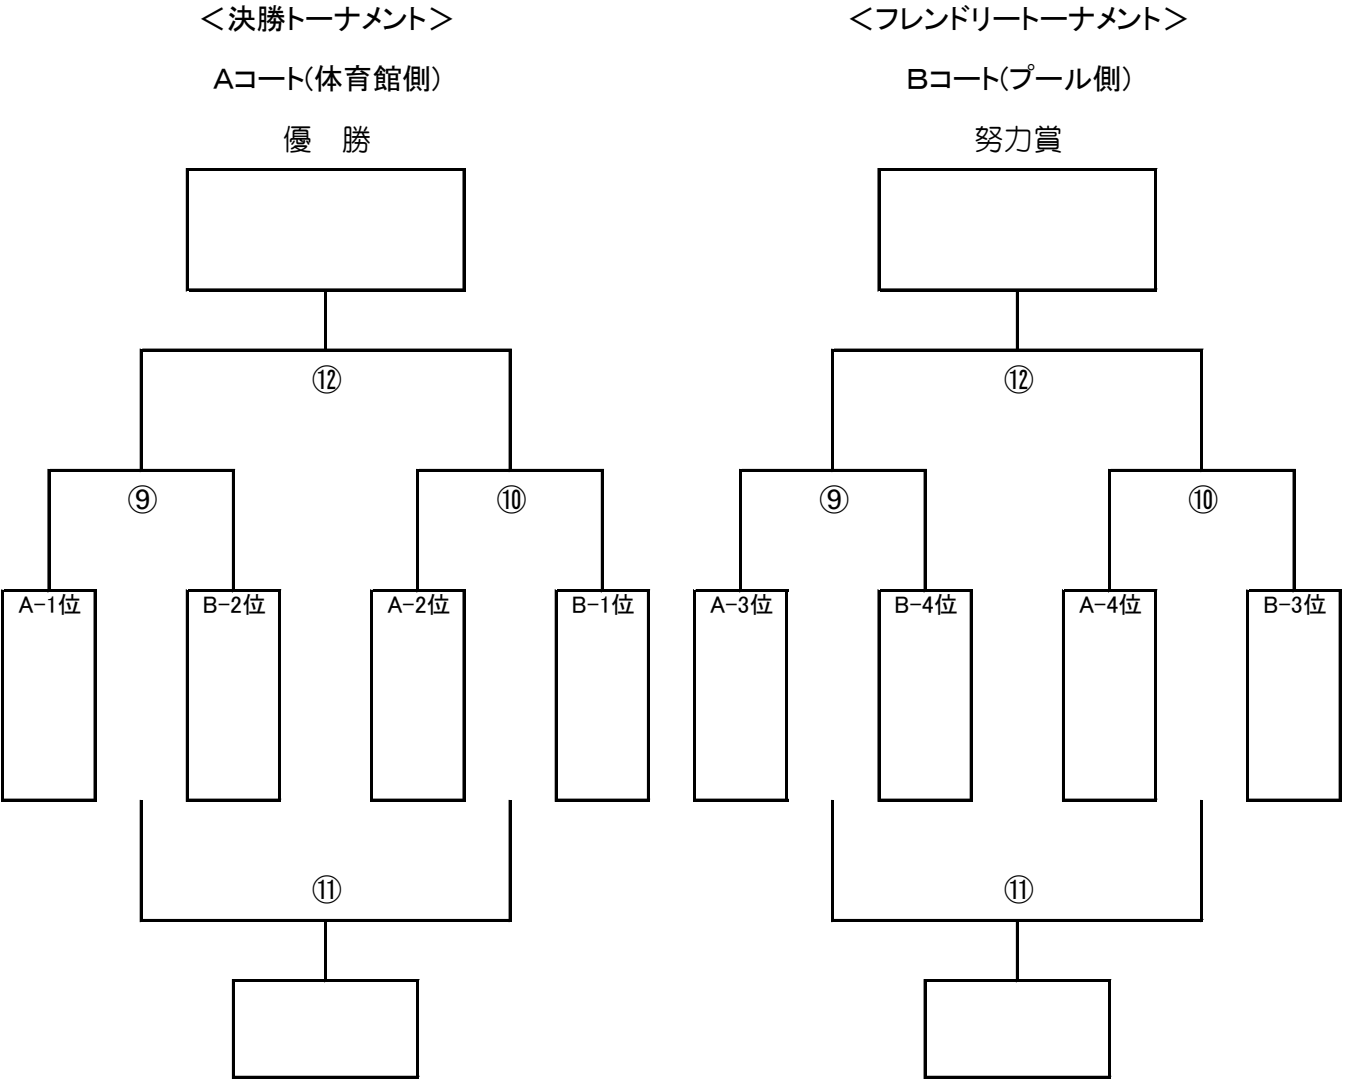 ＜決勝トーナメント＞
Aコート(体育館側)
優　勝
⑫
⑨
⑩
A-1位
B-2位
A-2位
B-1位
⑪
＜フレンドリートーナメント＞
Bコート(プール側)
努力賞
⑫
⑨
⑩
A-3位
B-4位
A-4位
B-3位
⑪